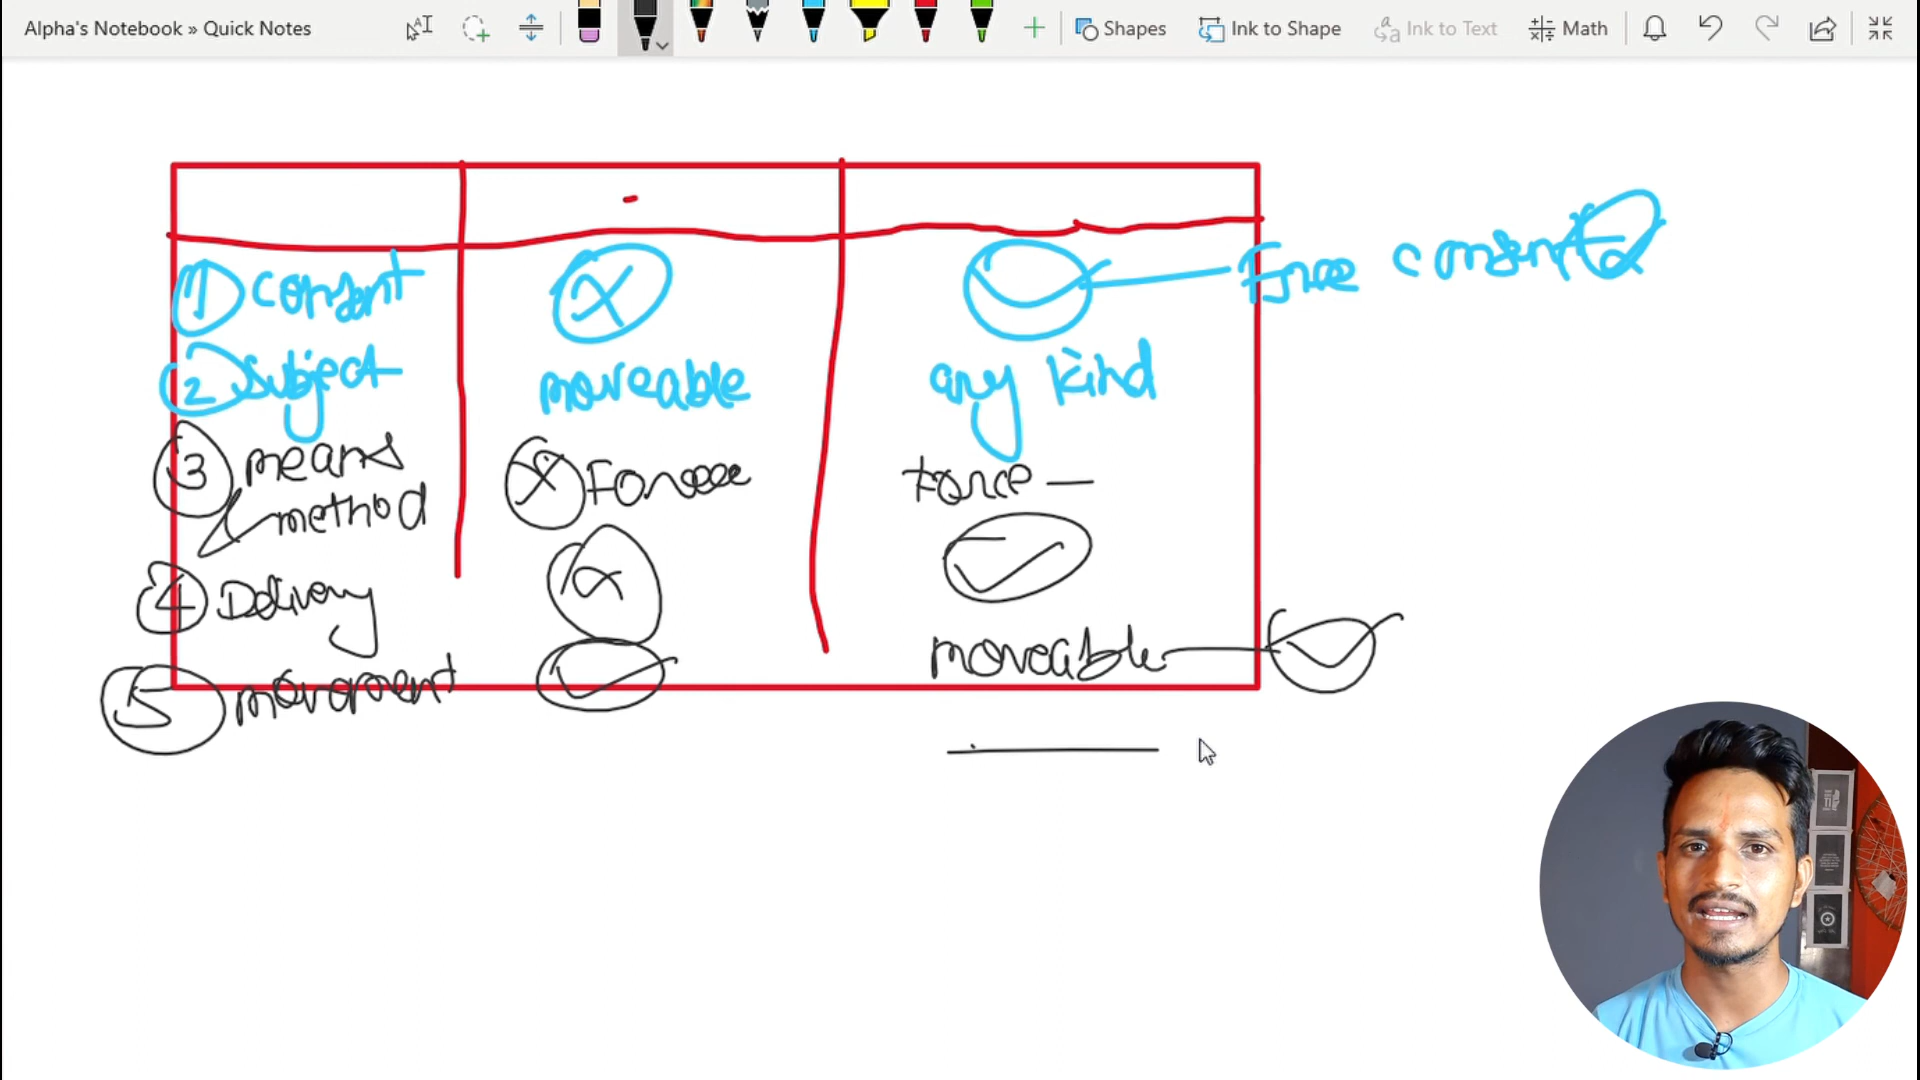 Alpha's Notebook » Quick Notes
Shapes
Ink to Shape
Ink to Text
Math
1 consent
Free consent
2 Subject moveable any kind
3 means Force Force —
method
4 Delivery
moveable
5 movement